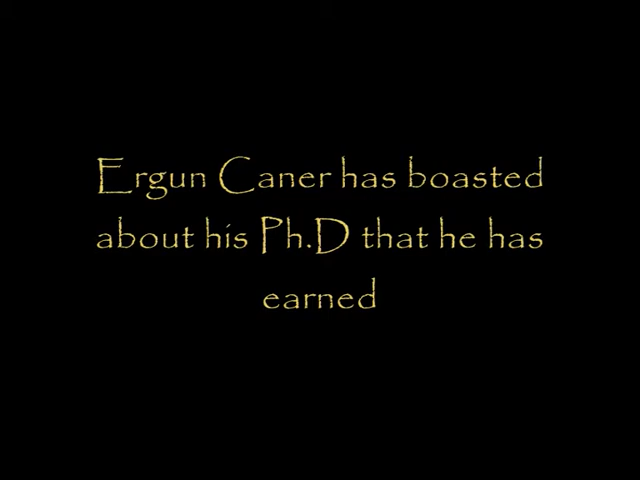 Ergun Caner has boasted
about his Ph.D that he has
earned